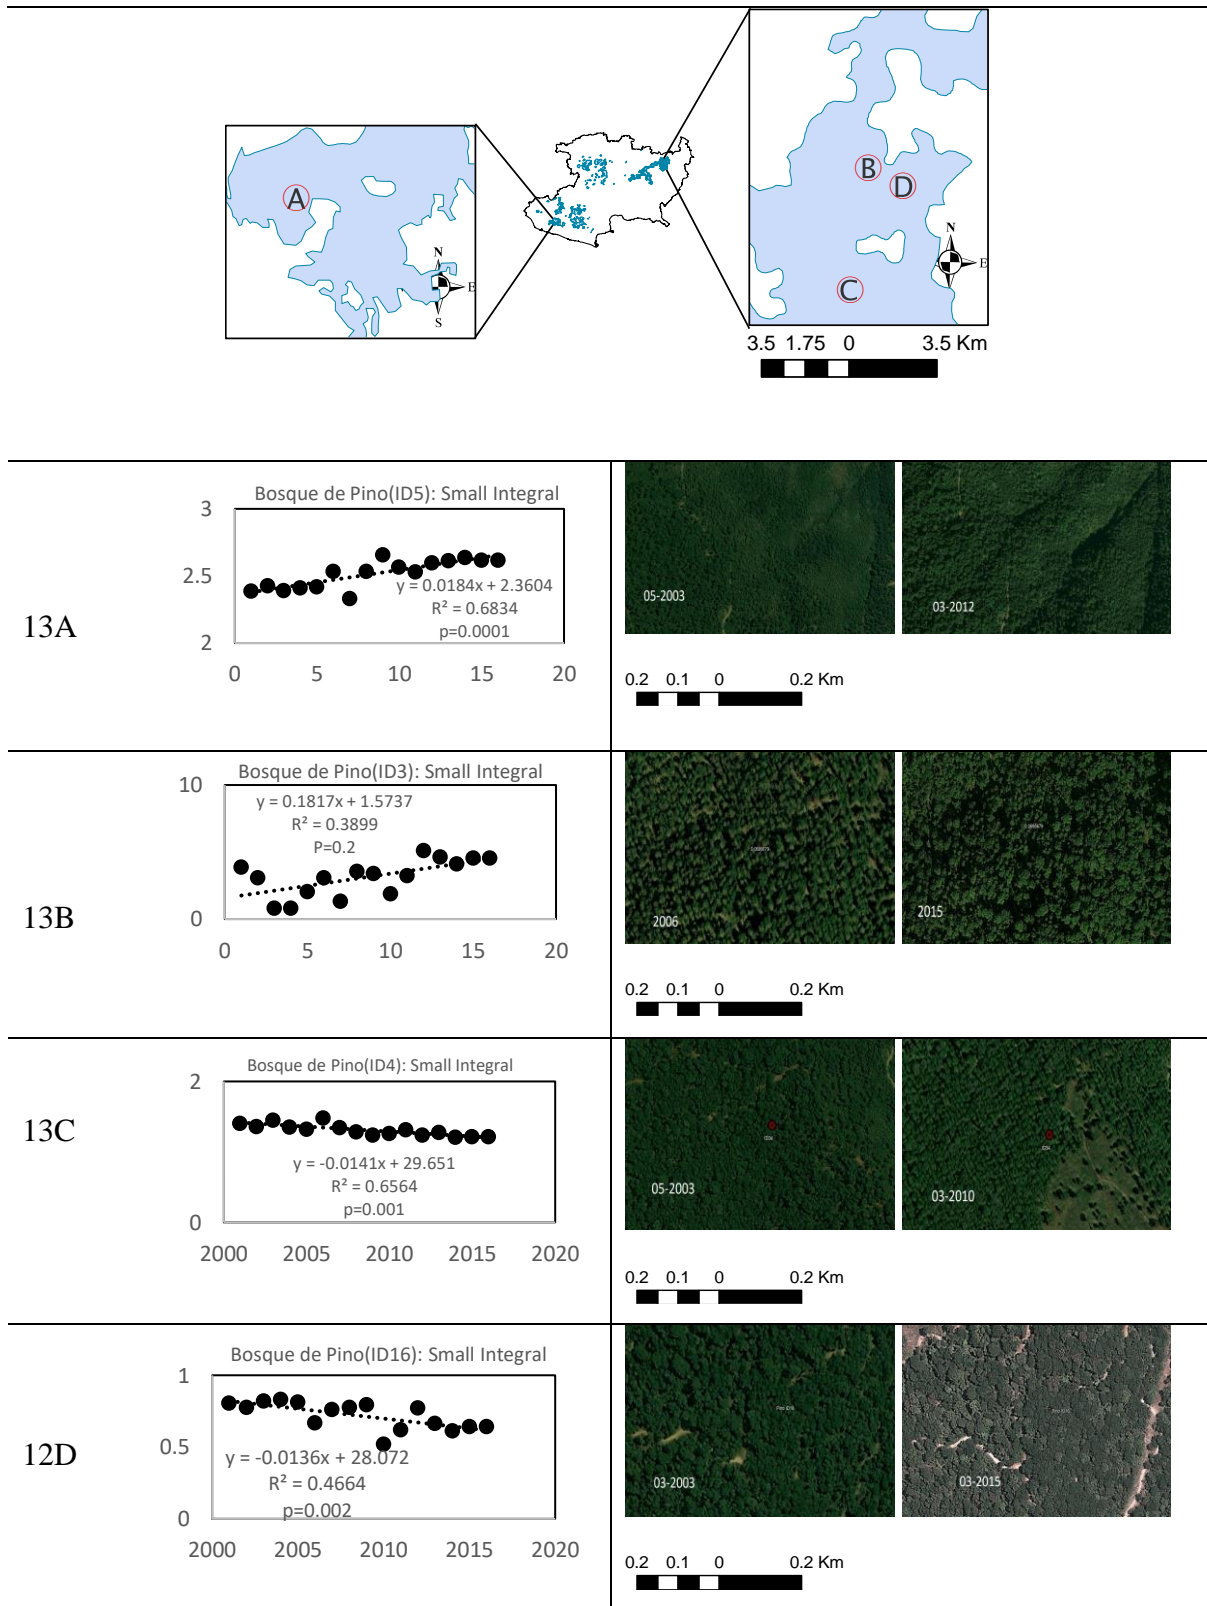 A
N
E
S
B
D
C
N
E
3.5 1.75 0 3.5 Km
13A
Bosque de Pino(ID5): Small Integral
3
2.5
2
y = 0.0184x + 2.3604
R² = 0.6834
p=0.0001
0 5 10 15 20
05-2003
03-2012
0.2 0.1 0 0.2 Km
13B
Bosque de Pino(ID3): Small Integral
10
0
y = 0.1817x + 1.5737
R² = 0.3899
P=0.2
0 5 10 15 20
2006
2015
0.2 0.1 0 0.2 Km
13C
Bosque de Pino(ID4): Small Integral
2
1
0
y = -0.0141x + 29.651
R² = 0.6564
p=0.001
2000 2005 2010 2015 2020
05-2003
03-2010
0.2 0.1 0 0.2 Km
12D
Bosque de Pino(ID16): Small Integral
1
0.5
0
y = -0.0136x + 28.072
R² = 0.4664
p=0.002
2000 2005 2010 2015 2020
03-2003
03-2015
0.2 0.1 0 0.2 Km